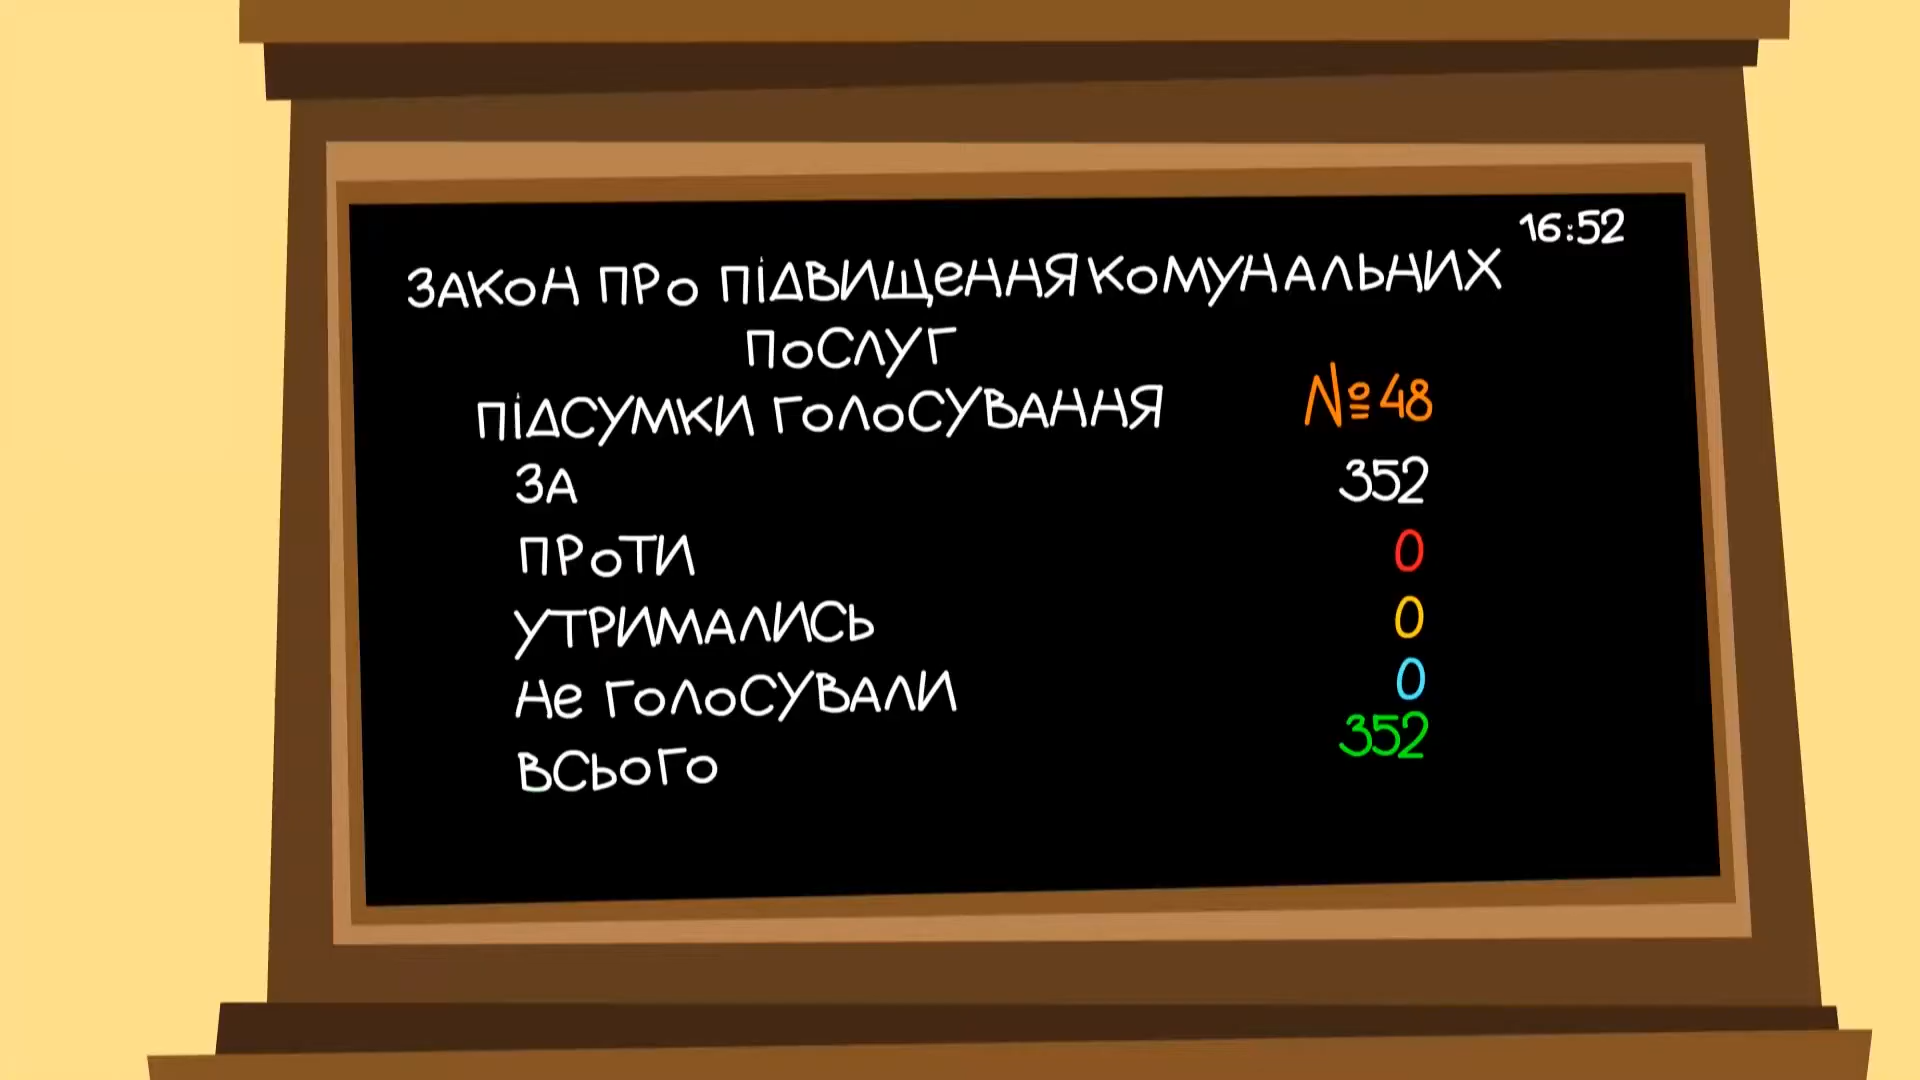 16:52
ЗАКОН ПРО ПІДВИЩЕННЯ КОМУНАЛЬНИХ
ПОСЛУГ
ПІДСУМКИ ГОЛОСУВАННЯ №48
ЗА 352
ПРОТИ 0
УТРИМАЛИСЬ 0
НЕ ГОЛОСУВАЛИ 0
ВСЬОГО 352